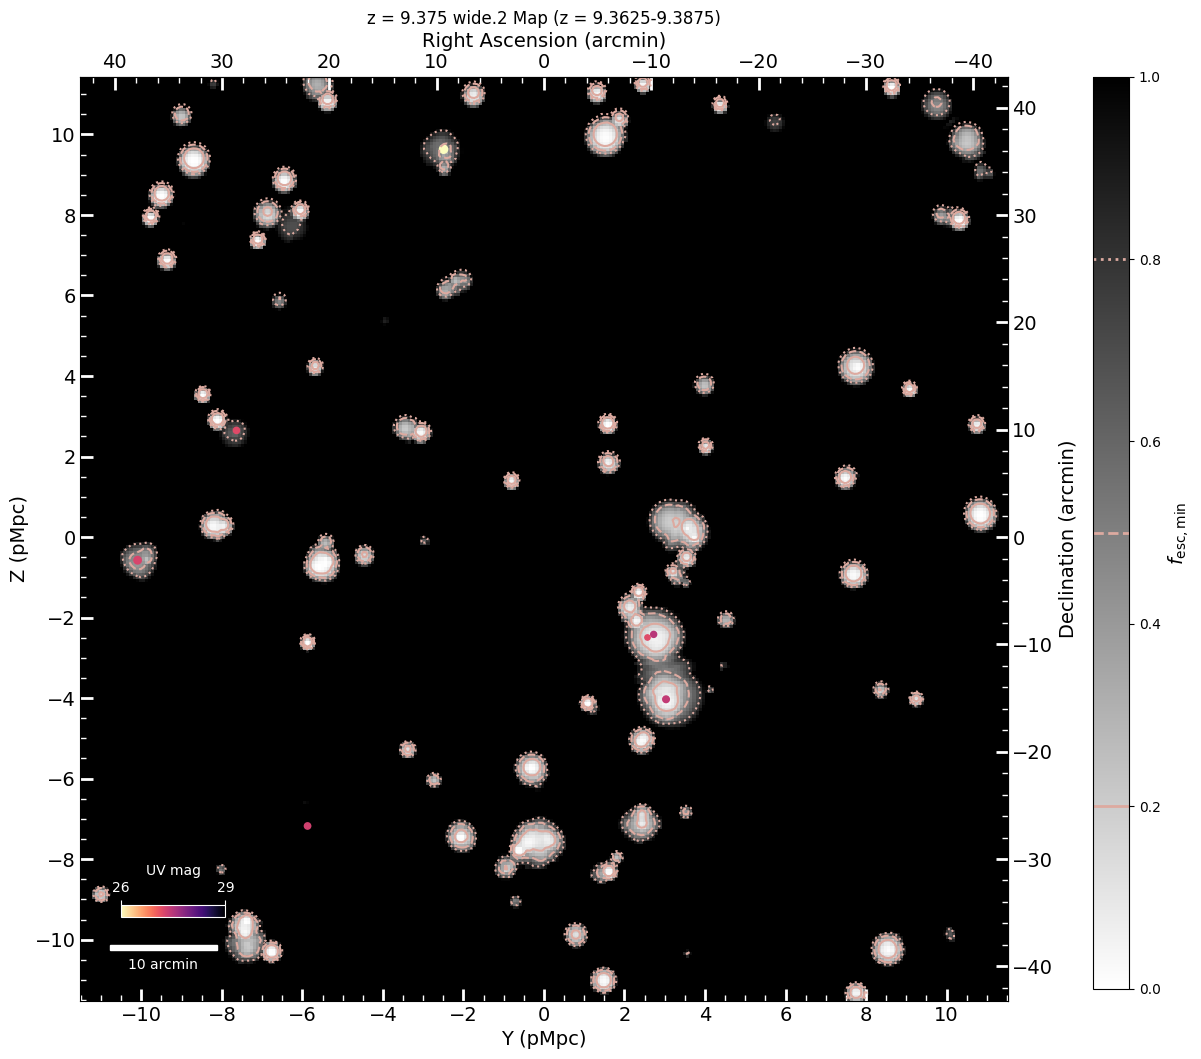 z = 9.375 wide.2 Map (z = 9.3625-9.3875)
Right Ascension (arcmin)
40 30 20 10 0 −10 −20 −30 −40
10
8
6
4
2
0
−2
−4
−6
−8
−10
Z (pMpc)
UV mag
26 29
10 arcmin
−10 −8 −6 −4 −2 0 2 4 6 8 10
Y (pMpc)
40
30
20
10
0
−10
−20
−30
−40
Declination (arcmin)
1.0
0.8
0.6
0.4
0.2
0.0
fesc,min